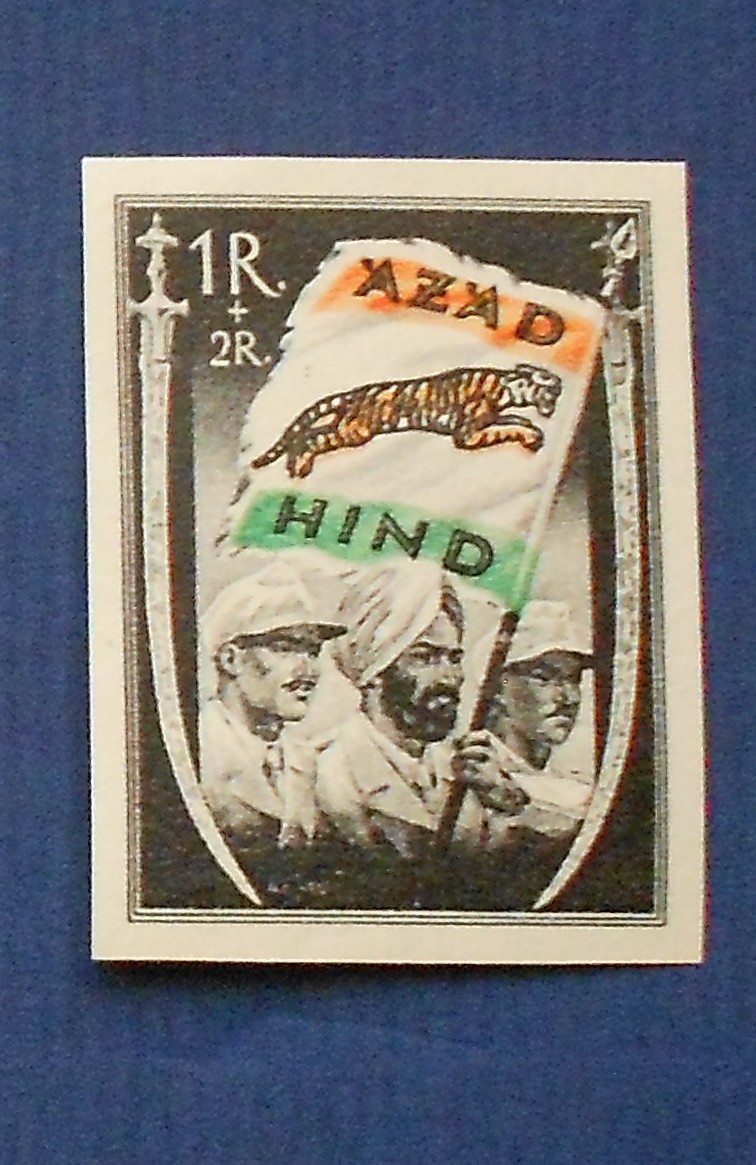 1R.
+
2R.
AZAD
HIND